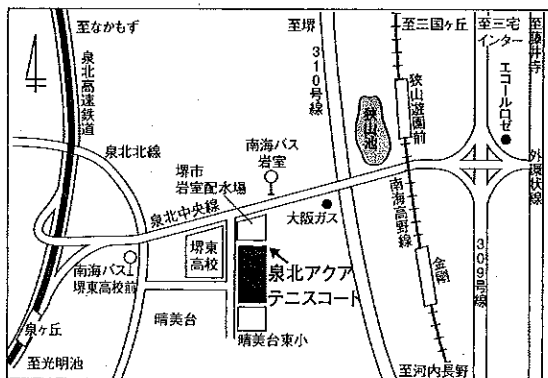 至なかもず
至堺
至三国ヶ丘
至三宅
インター
至藤井寺
泉北高速鉄道
310号線
狭山遊園前
エコールロゼ
狭山池
泉北北線
南海バス
岩室
堺市
岩室配水場
泉北中央線
大阪ガス
南海高野線
外環状線
堺東
高校
泉北アクア
テニスコート
南海バス
堺東高校前
金剛
309号線
泉ヶ丘
晴美台
晴美台東小
至光明池
至河内長野